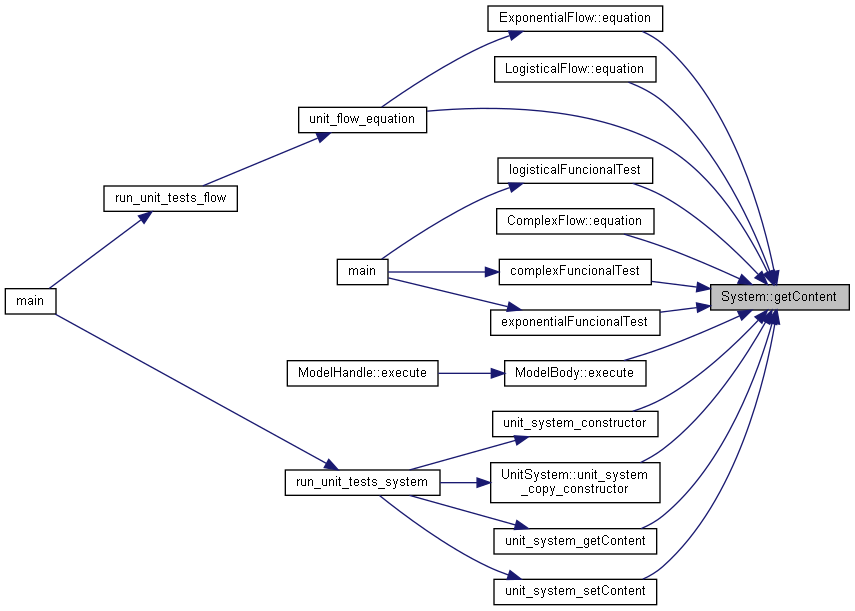 ExponentialFlow::equation
LogisticalFlow::equation
unit_flow_equation
logisticalFuncionalTest
run_unit_tests_flow
ComplexFlow::equation
main
complexFuncionalTest
main
System::getContent
exponentialFuncionalTest
ModelHandle::execute
ModelBody::execute
unit_system_constructor
UnitSystem::unit_system
_copy_constructor
run_unit_tests_system
unit_system_getContent
unit_system_setContent